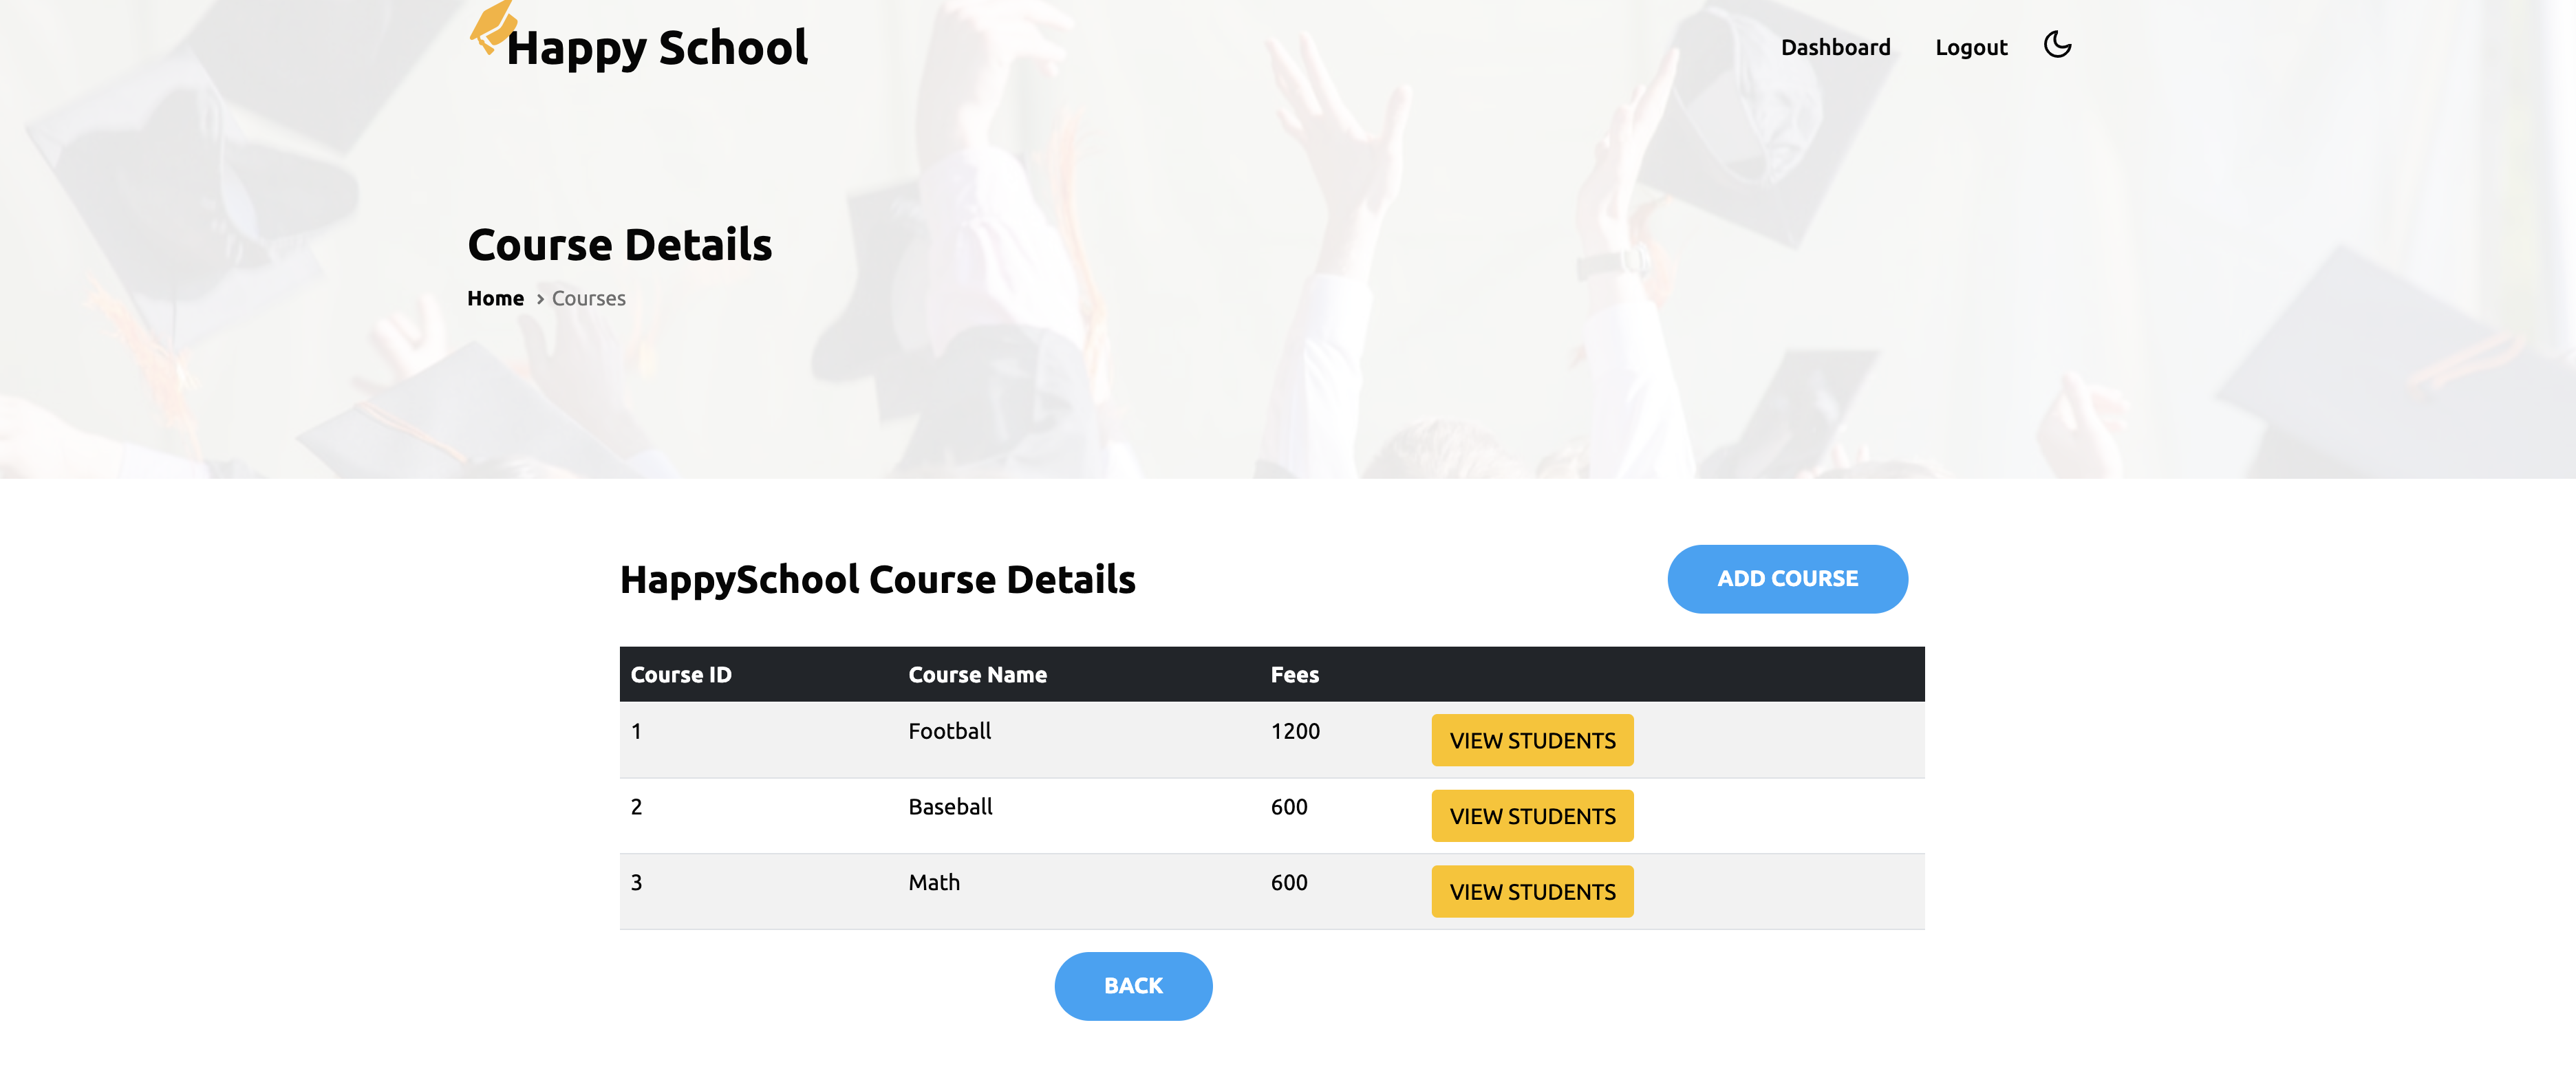 Happy School
Dashboard Logout
Course Details
Home > Courses
HappySchool Course Details
ADD COURSE
Course ID Course Name Fees
1 Football 1200 VIEW STUDENTS
2 Baseball 600 VIEW STUDENTS
3 Math 600 VIEW STUDENTS
BACK